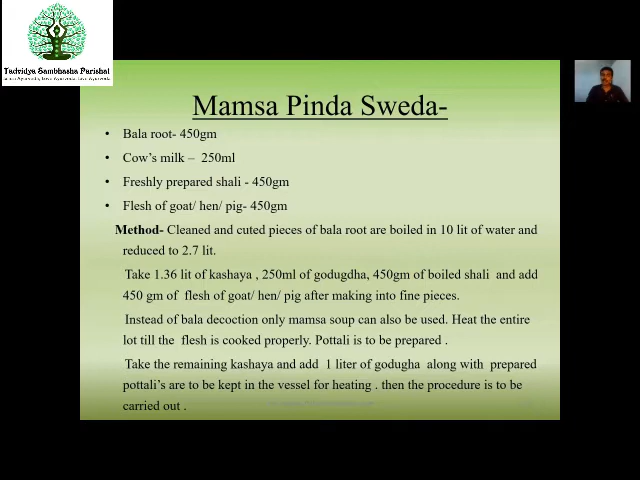 Tadvidya Sambhasha Parishat
Mamsa Pinda Sweda-
• Bala root- 450gm
• Cow's milk – 250ml
• Freshly prepared shali - 450gm
• Flesh of goat/ hen/ pig- 450gm
Method- Cleaned and cuted pieces of bala root are boiled in 10 lit of water and
reduced to 2.7 lit.
Take 1.36 lit of kashaya , 250ml of godugdha, 450gm of boiled shali and add
450 gm of flesh of goat/ hen/ pig after making into fine pieces.
Instead of bala decoction only mamsa soup can also be used. Heat the entire
lot till the flesh is cooked properly. Pottali is to be prepared .
Take the remaining kashaya and add 1 liter of godugha along with prepared
pottali's are to be kept in the vessel for heating . then the procedure is to be
carried out .